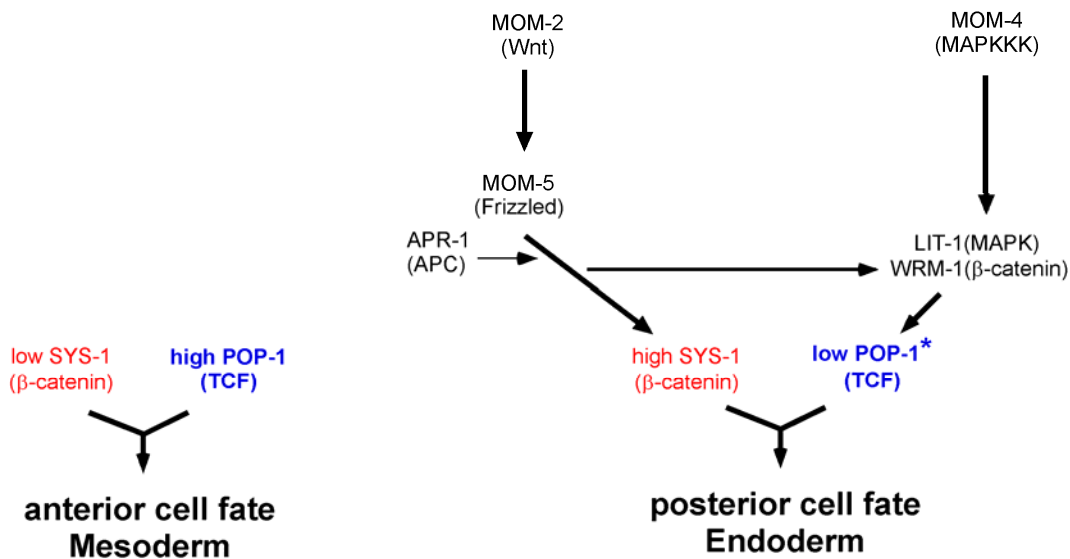 MOM-2
(Wnt)
MOM-4
(MAPKKK)
MOM-5
(Frizzled)
APR-1
(APC)
LIT-1(MAPK)
WRM-1(β-catenin)
low SYS-1
(β-catenin)
high POP-1
(TCF)
high SYS-1
(β-catenin)
low POP-1*
(TCF)
anterior cell fate
Mesoderm
posterior cell fate
Endoderm